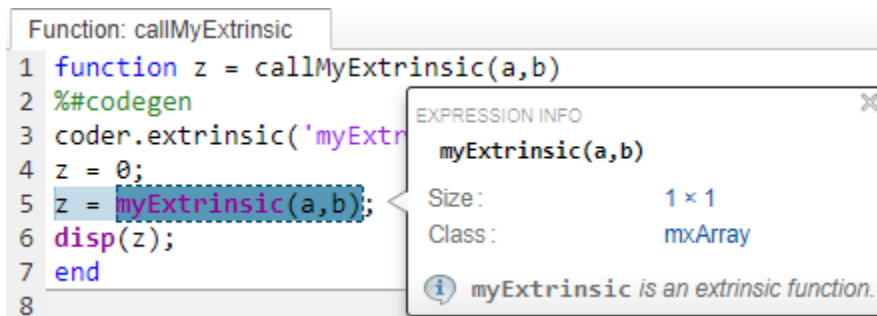 Function: callMyExtrinsic
1 function z = callMyExtrinsic(a,b)
2 %#codegen
3 coder.extrinsic('myExtr
4 z = 0;
5 z = myExtrinsic(a,b);
6 disp(z);
7 end
8
EXPRESSION INFO
myExtrinsic(a,b)
Size: 1 × 1
Class: mxArray
myExtrinsic is an extrinsic function.